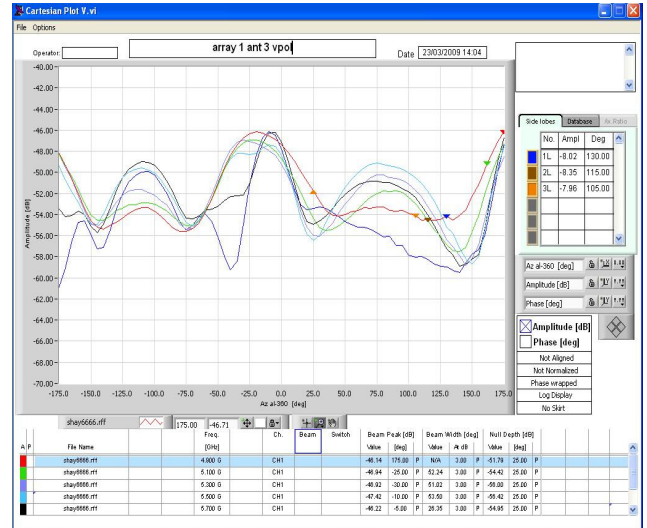 Cartesian Plot V.vi
File Options
Operator:
array 1 ant 3 vpol
Date 23/03/2009 14:04
-40.00
-42.00
-44.00
-46.00
-48.00
-50.00
-52.00
-54.00
-56.00
-58.00
-60.00
-62.00
-64.00
-66.00
-68.00
-70.00
Amplitude [dB]
-175.0 -150.0 -125.0 -100.0 -75.0 -50.0 -25.0 0.0 25.0 50.0 75.0 100.0 125.0 150.0 175.0
Az al-360 [deg]
Side lobes Database Ax.Ratio
No. Ampl Deg
1L -8.02 130.00
2L -8.35 115.00
3L -7.96 105.00
Az al-360 [deg]
Amplitude [dB]
Phase [deg]
Amplitude [dB]
Phase [deg]
Not Aligned
Not Normalized
Phase wrapped
Log Display
No Skirt
shay6666.rff 175.00 -46.71
Freq. Ch. Beam Switch Beam Peak [dB] Beam Width [deg] Null Depth [dB]
A P File Name [GHz] Value [deg] Value At dB Value [deg]
shay6666.rff 4.900 G CH1 -46.14 175.00 P N/A 3.00 P -51.79 25.00 P
shay6666.rff 5.100 G CH1 -46.94 -25.00 P 52.24 3.00 P -54.42 25.00 P
shay6666.rff 5.300 G CH1 -46.92 -30.00 P 51.02 3.00 P -56.00 25.00 P
shay6666.rff 5.500 G CH1 -47.42 -10.00 P 53.50 3.00 P -56.42 25.00 P
shay6666.rff 5.700 G CH1 -46.22 -5.00 P 26.35 3.00 P -54.95 25.00 P